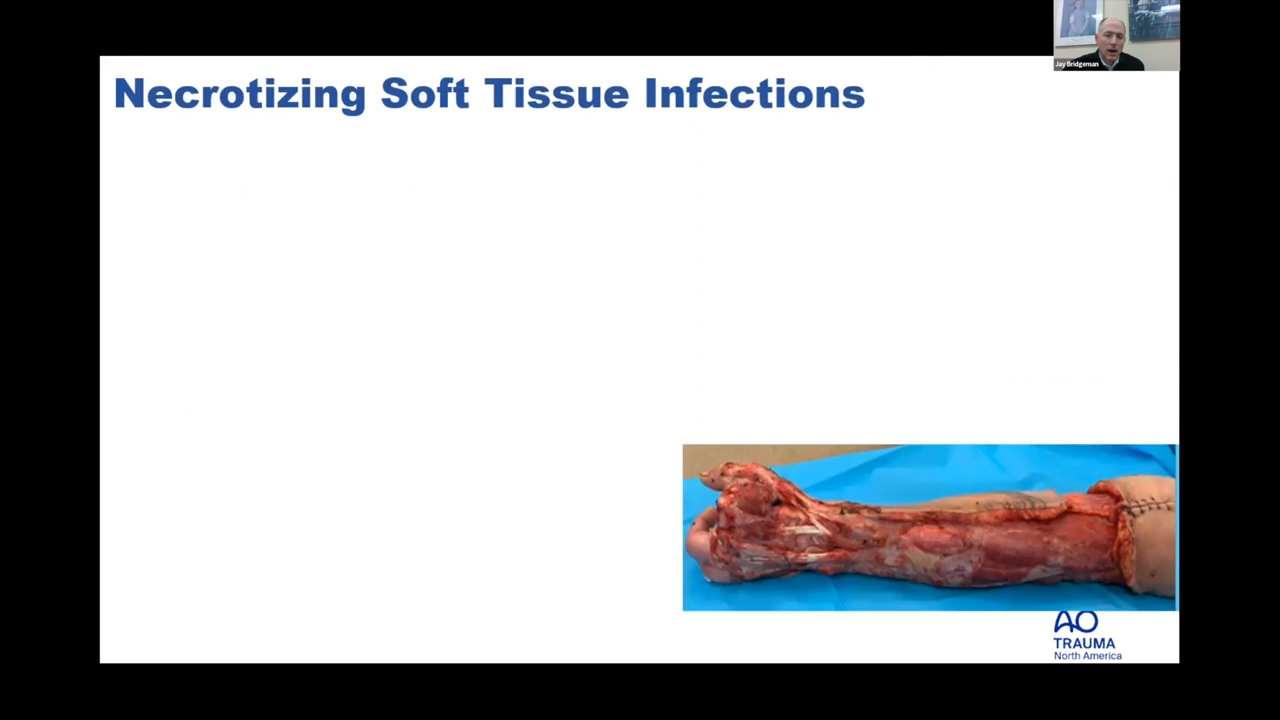 Jay Bridgeman
Necrotizing Soft Tissue Infections
AO
TRAUMA
North America